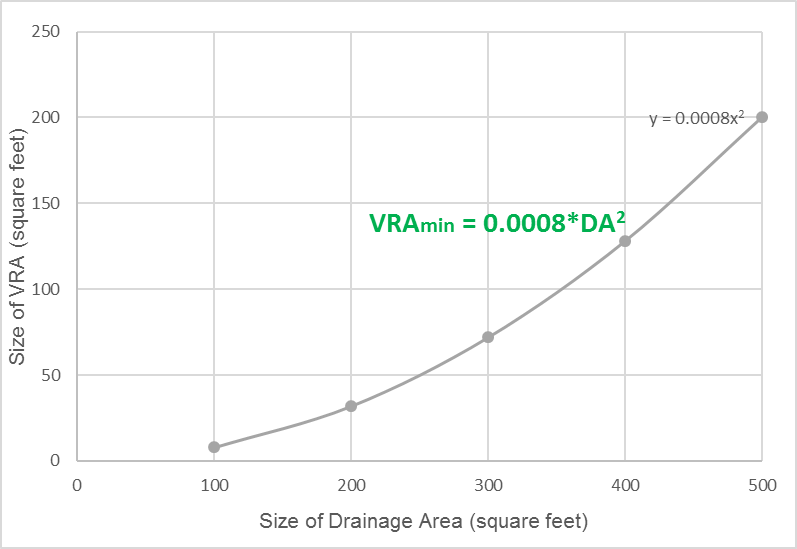 250
200
y = 0.0008x²
150
VRAmin = 0.0008*DA²
100
50
0
0 100 200 300 400 500
Size of VRA (square feet)
Size of Drainage Area (square feet)